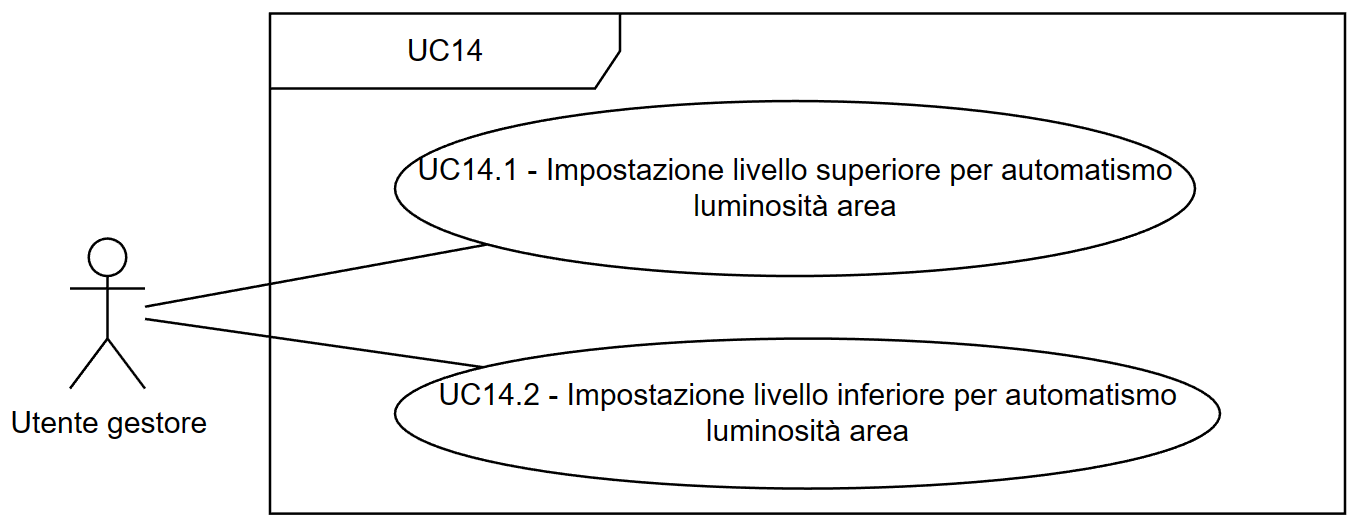 UC14
UC14.1 - Impostazione livello superiore per automatismo
luminosità area
UC14.2 - Impostazione livello inferiore per automatismo
luminosità area
Utente gestore